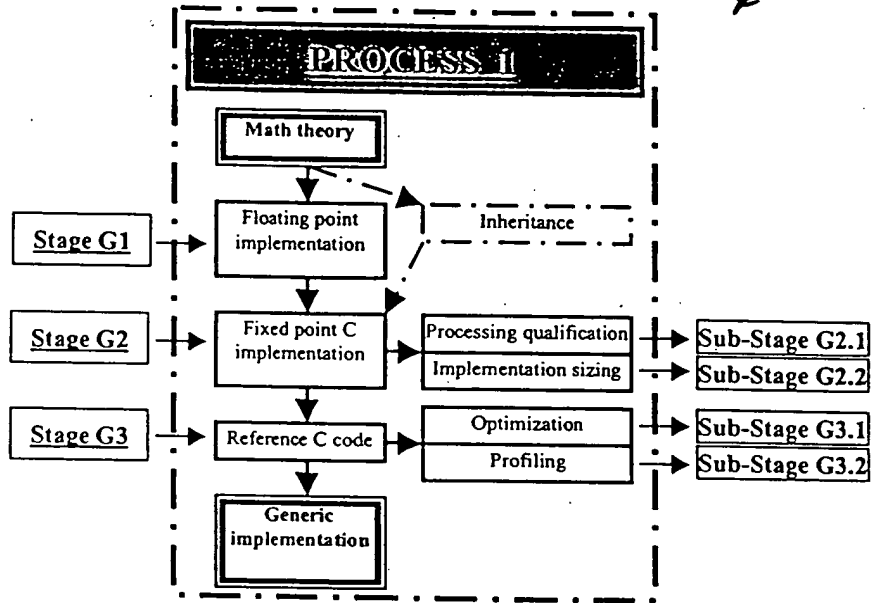 PROCESS 1
Math theory
Floating point
implementation
Inheritance
Stage G1
Fixed point C
implementation
Stage G2
Processing qualification
Implementation sizing
Sub-Stage G2.1
Sub-Stage G2.2
Stage G3
Reference C code
Optimization
Profiling
Sub-Stage G3.1
Sub-Stage G3.2
Generic
implementation